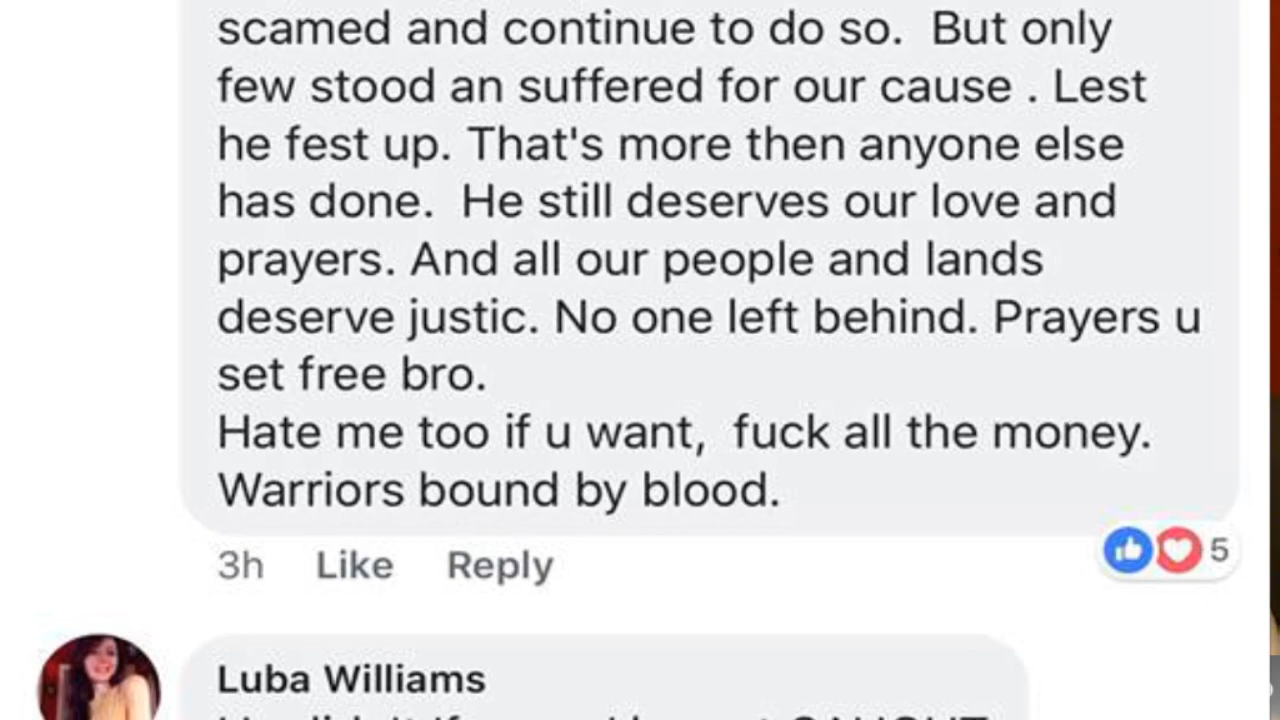 scamed and continue to do so.  But only
few stood an suffered for our cause . Lest
he fest up. That's more then anyone else
has done.  He still deserves our love and
prayers. And all our people and lands
deserve justic. No one left behind. Prayers u
set free bro.
Hate me too if u want,  fuck all the money.
Warriors bound by blood.
3h Like Reply 5
Luba Williams